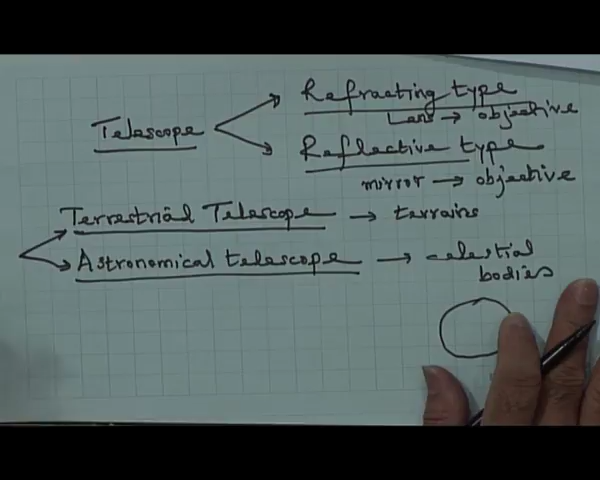 Refracting type
Lens → objective
Telescope
Reflective type
mirror → objective
Terrestrial Telescope → terrains
Astronomical telescope → celestial
bodies